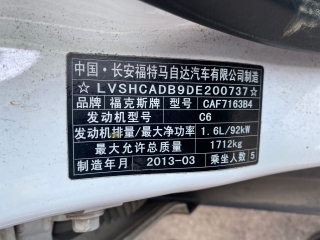 中国·长安福特马自达汽车有限公司制造
★LVSHCADB9DE200737★
品牌 福克斯牌 型号 CAF7163B4
发动机型号 C6
发动机排量/最大净功率 1.6L/92kW
最大允许总质量 1712kg
制造年月 2013-03 乘坐人数 5